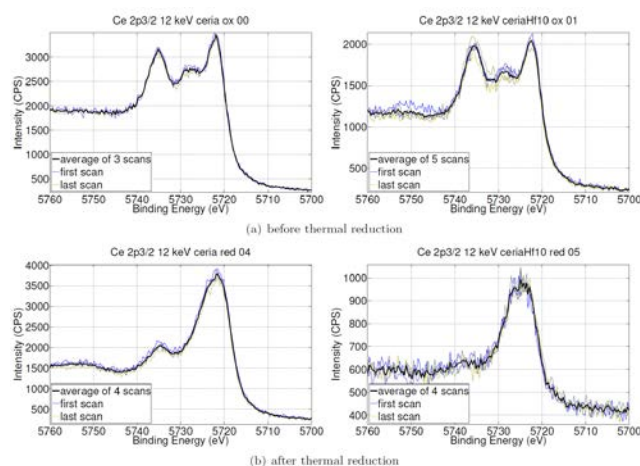 Ce 2p3/2 12 keV ceria ox 00
Intensity (CPS)
3000
2500
2000
1500
1000
500
average of 3 scans
first scan
last scan
5760 5750 5740 5730 5720 5710 5700
Binding Energy (eV)
Ce 2p3/2 12 keV ceriaHf10 ox 01
Intensity (CPS)
2000
1500
1000
500
average of 5 scans
first scan
last scan
5760 5750 5740 5730 5720 5710 5700
Binding Energy (eV)
(a) before thermal reduction
Ce 2p3/2 12 keV ceria red 04
Intensity (CPS)
4000
3500
3000
2500
2000
1500
1000
500
average of 4 scans
first scan
last scan
5760 5750 5740 5730 5720 5710 5700
Binding Energy (eV)
Ce 2p3/2 12 keV ceriaHf10 red 05
Intensity (CPS)
1000
900
800
700
600
500
400
average of 4 scans
first scan
last scan
5760 5750 5740 5730 5720 5710 5700
Binding Energy (eV)
(b) after thermal reduction